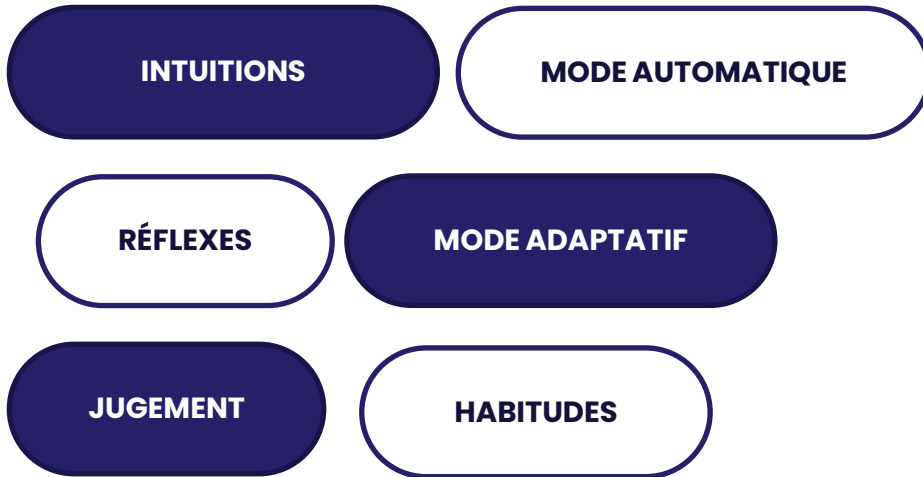 INTUITIONS
MODE AUTOMATIQUE
RÉFLEXES
MODE ADAPTATIF
JUGEMENT
HABITUDES